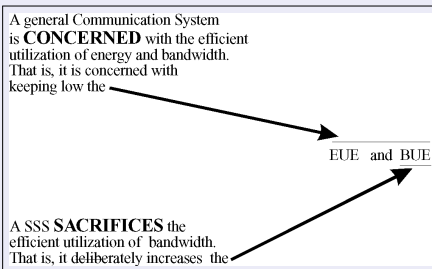 A general Communication System
is CONCERNED with the efficient
utilization of energy and bandwidth.
That is, it is concerned with
keeping low the
EUE and BUE
A SSS SACRIFICES the
efficient utilization of bandwidth.
That is, it deliberately increases the